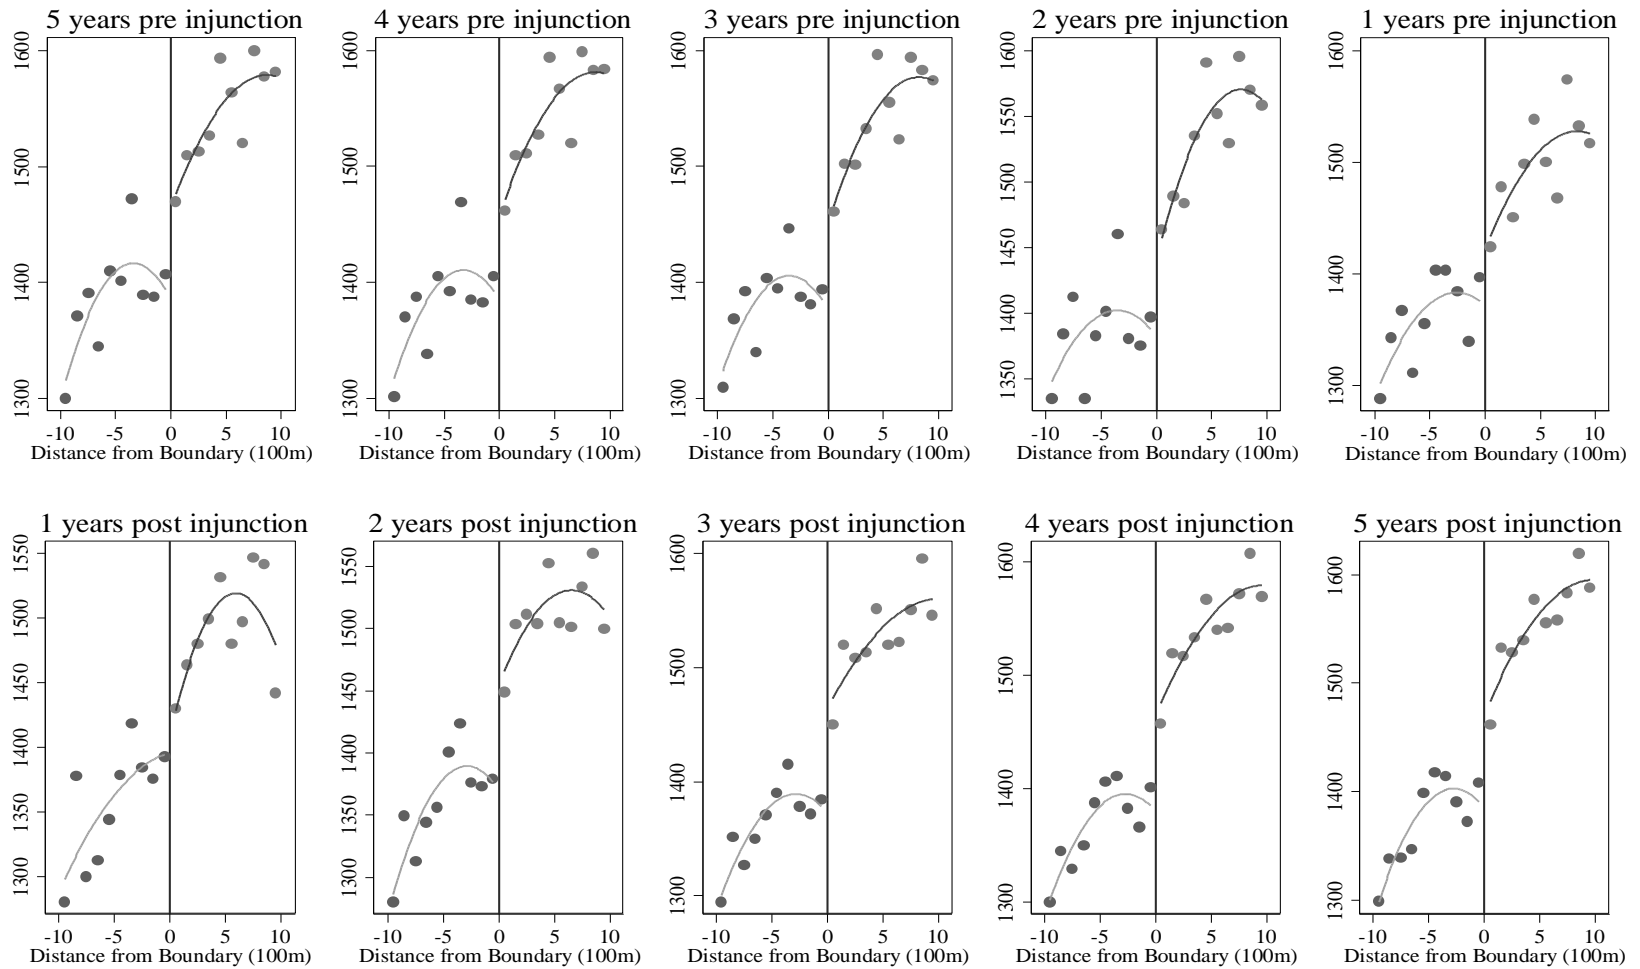 5 years pre injunction
4 years pre injunction
3 years pre injunction
2 years pre injunction
1 years pre injunction
1600
1500
1400
1300
-10 -5 0 5 10
Distance from Boundary (100m)
1600
1500
1400
1300
-10 -5 0 5 10
Distance from Boundary (100m)
1600
1500
1400
1300
-10 -5 0 5 10
Distance from Boundary (100m)
1600
1550
1500
1450
1400
1350
-10 -5 0 5 10
Distance from Boundary (100m)
1600
1500
1400
1300
-10 -5 0 5 10
Distance from Boundary (100m)
1 years post injunction
2 years post injunction
3 years post injunction
4 years post injunction
5 years post injunction
1550
1500
1450
1400
1350
1300
-10 -5 0 5 10
Distance from Boundary (100m)
1550
1500
1450
1400
1350
1300
-10 -5 0 5 10
Distance from Boundary (100m)
1600
1500
1400
1300
-10 -5 0 5 10
Distance from Boundary (100m)
1600
1500
1400
1300
-10 -5 0 5 10
Distance from Boundary (100m)
1600
1500
1400
1300
-10 -5 0 5 10
Distance from Boundary (100m)